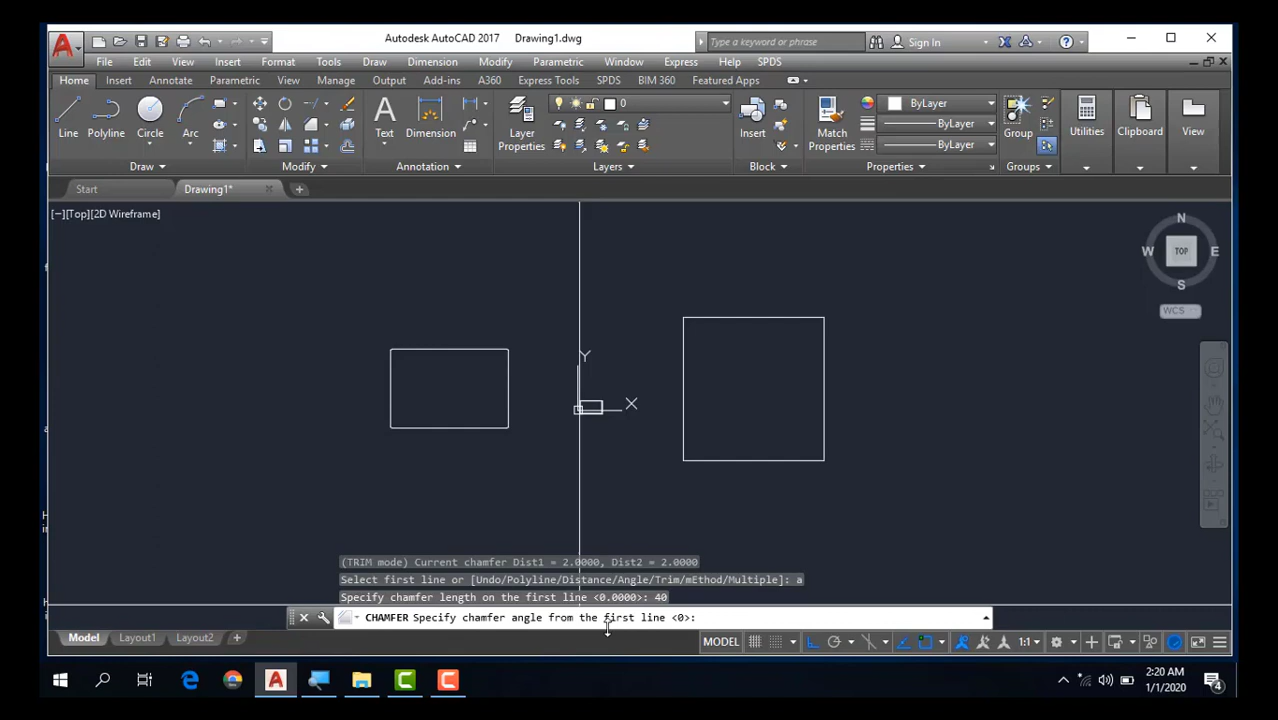 Autodesk AutoCAD 2017 Drawing1.dwg
Type a keyword or phrase
Sign In
File Edit View Insert Format Tools Draw Dimension Modify Parametric Window Express Help SPDS
Home Insert Annotate Parametric View Manage Output Add-ins A360 Express Tools SPDS BIM 360 Featured Apps
0
ByLayer
ByLayer
ByLayer
Line Polyline Circle Arc Text Dimension Layer Properties Insert Match Properties Group Utilities Clipboard View
Draw Modify Annotation Layers Block Properties Groups
Start Drawing1* +
[−][Top][2D Wireframe]
N
W TOP E
S
WCS
Y
X
(TRIM mode) Current chamfer Dist1 = 2.0000, Dist2 = 2.0000
Select first line or [Undo/Polyline/Distance/Angle/Trim/mEthod/Multiple]: a
Specify chamfer length on the first line <0.0000>: 40
CHAMFER Specify chamfer angle from the first line <0>:
Model Layout1 Layout2 +
MODEL 1:1
2:20 AM
1/1/2020
4